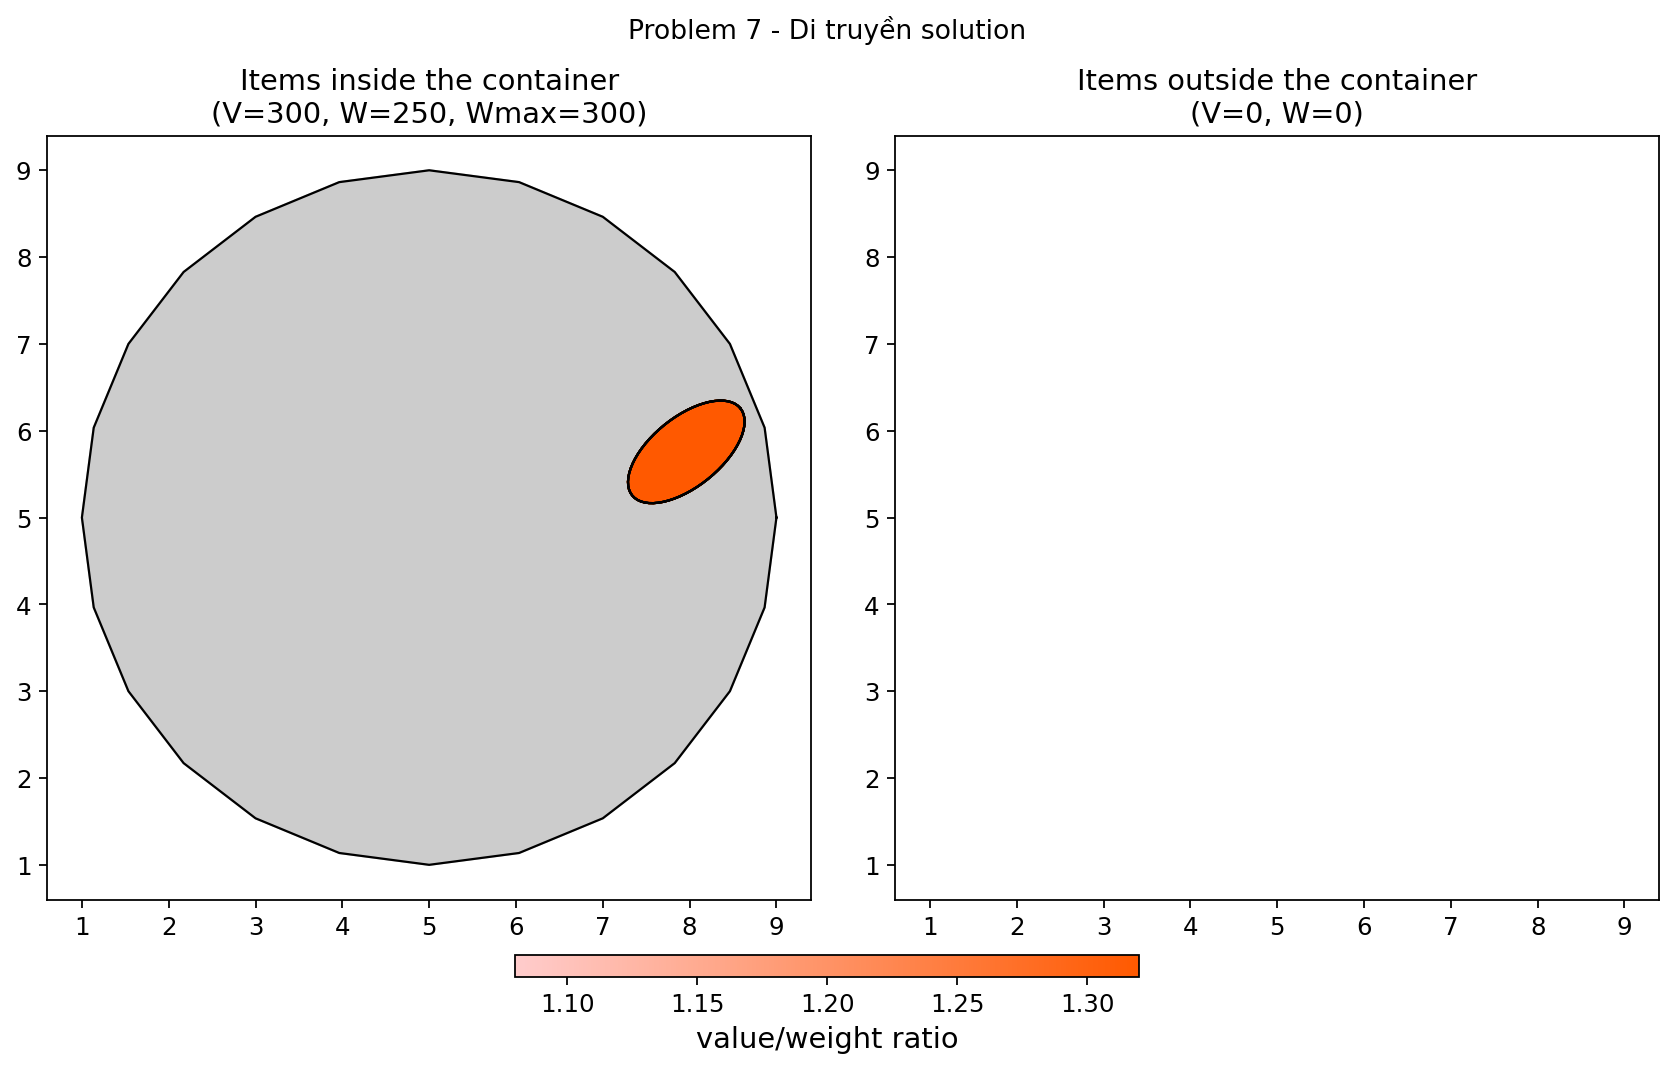 Problem 7 - Di truyền solution
Items inside the container
(V=300, W=250, Wmax=300)
9
8
7
6
5
4
3
2
1
1 2 3 4 5 6 7 8 9
Items outside the container
(V=0, W=0)
9
8
7
6
5
4
3
2
1
1 2 3 4 5 6 7 8 9
1.10 1.15 1.20 1.25 1.30
value/weight ratio